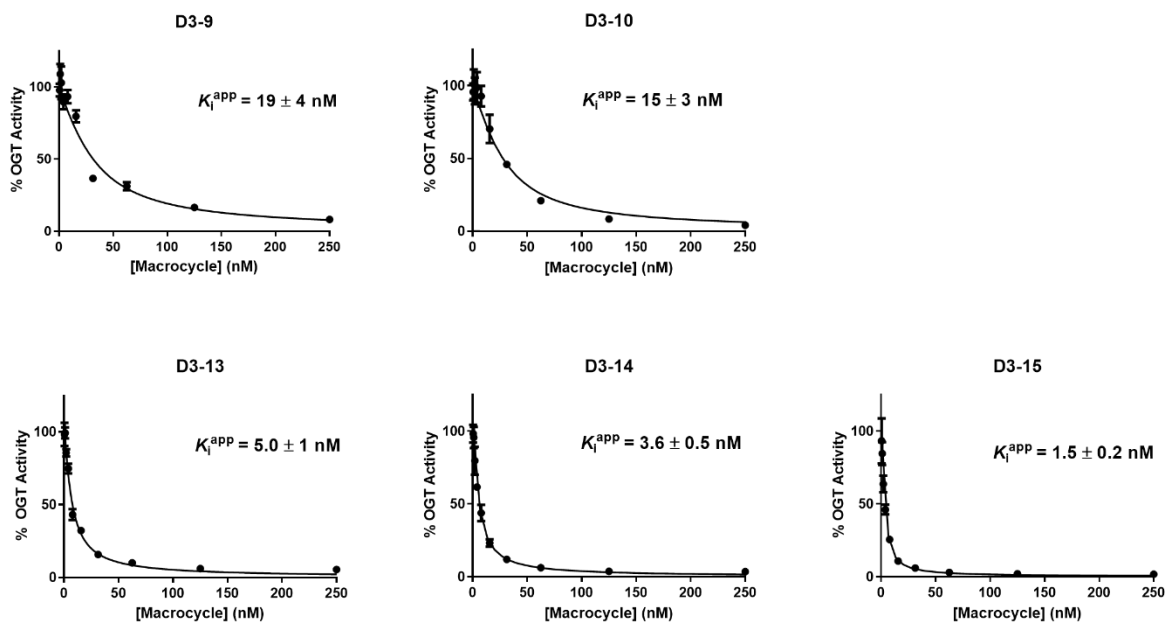 D3-9
% OGT Activity
100
50
0
Kᵢᵃᵖᵖ = 19 ± 4 nM
0 50 100 150 200 250
[Macrocycle] (nM)
D3-10
% OGT Activity
100
50
0
Kᵢᵃᵖᵖ = 15 ± 3 nM
0 50 100 150 200 250
[Macrocycle] (nM)
D3-13
% OGT Activity
100
50
0
Kᵢᵃᵖᵖ = 5.0 ± 1 nM
0 50 100 150 200 250
[Macrocycle] (nM)
D3-14
% OGT Activity
100
50
0
Kᵢᵃᵖᵖ = 3.6 ± 0.5 nM
0 50 100 150 200 250
[Macrocycle] (nM)
D3-15
% OGT Activity
100
50
0
Kᵢᵃᵖᵖ = 1.5 ± 0.2 nM
0 50 100 150 200 250
[Macrocycle] (nM)